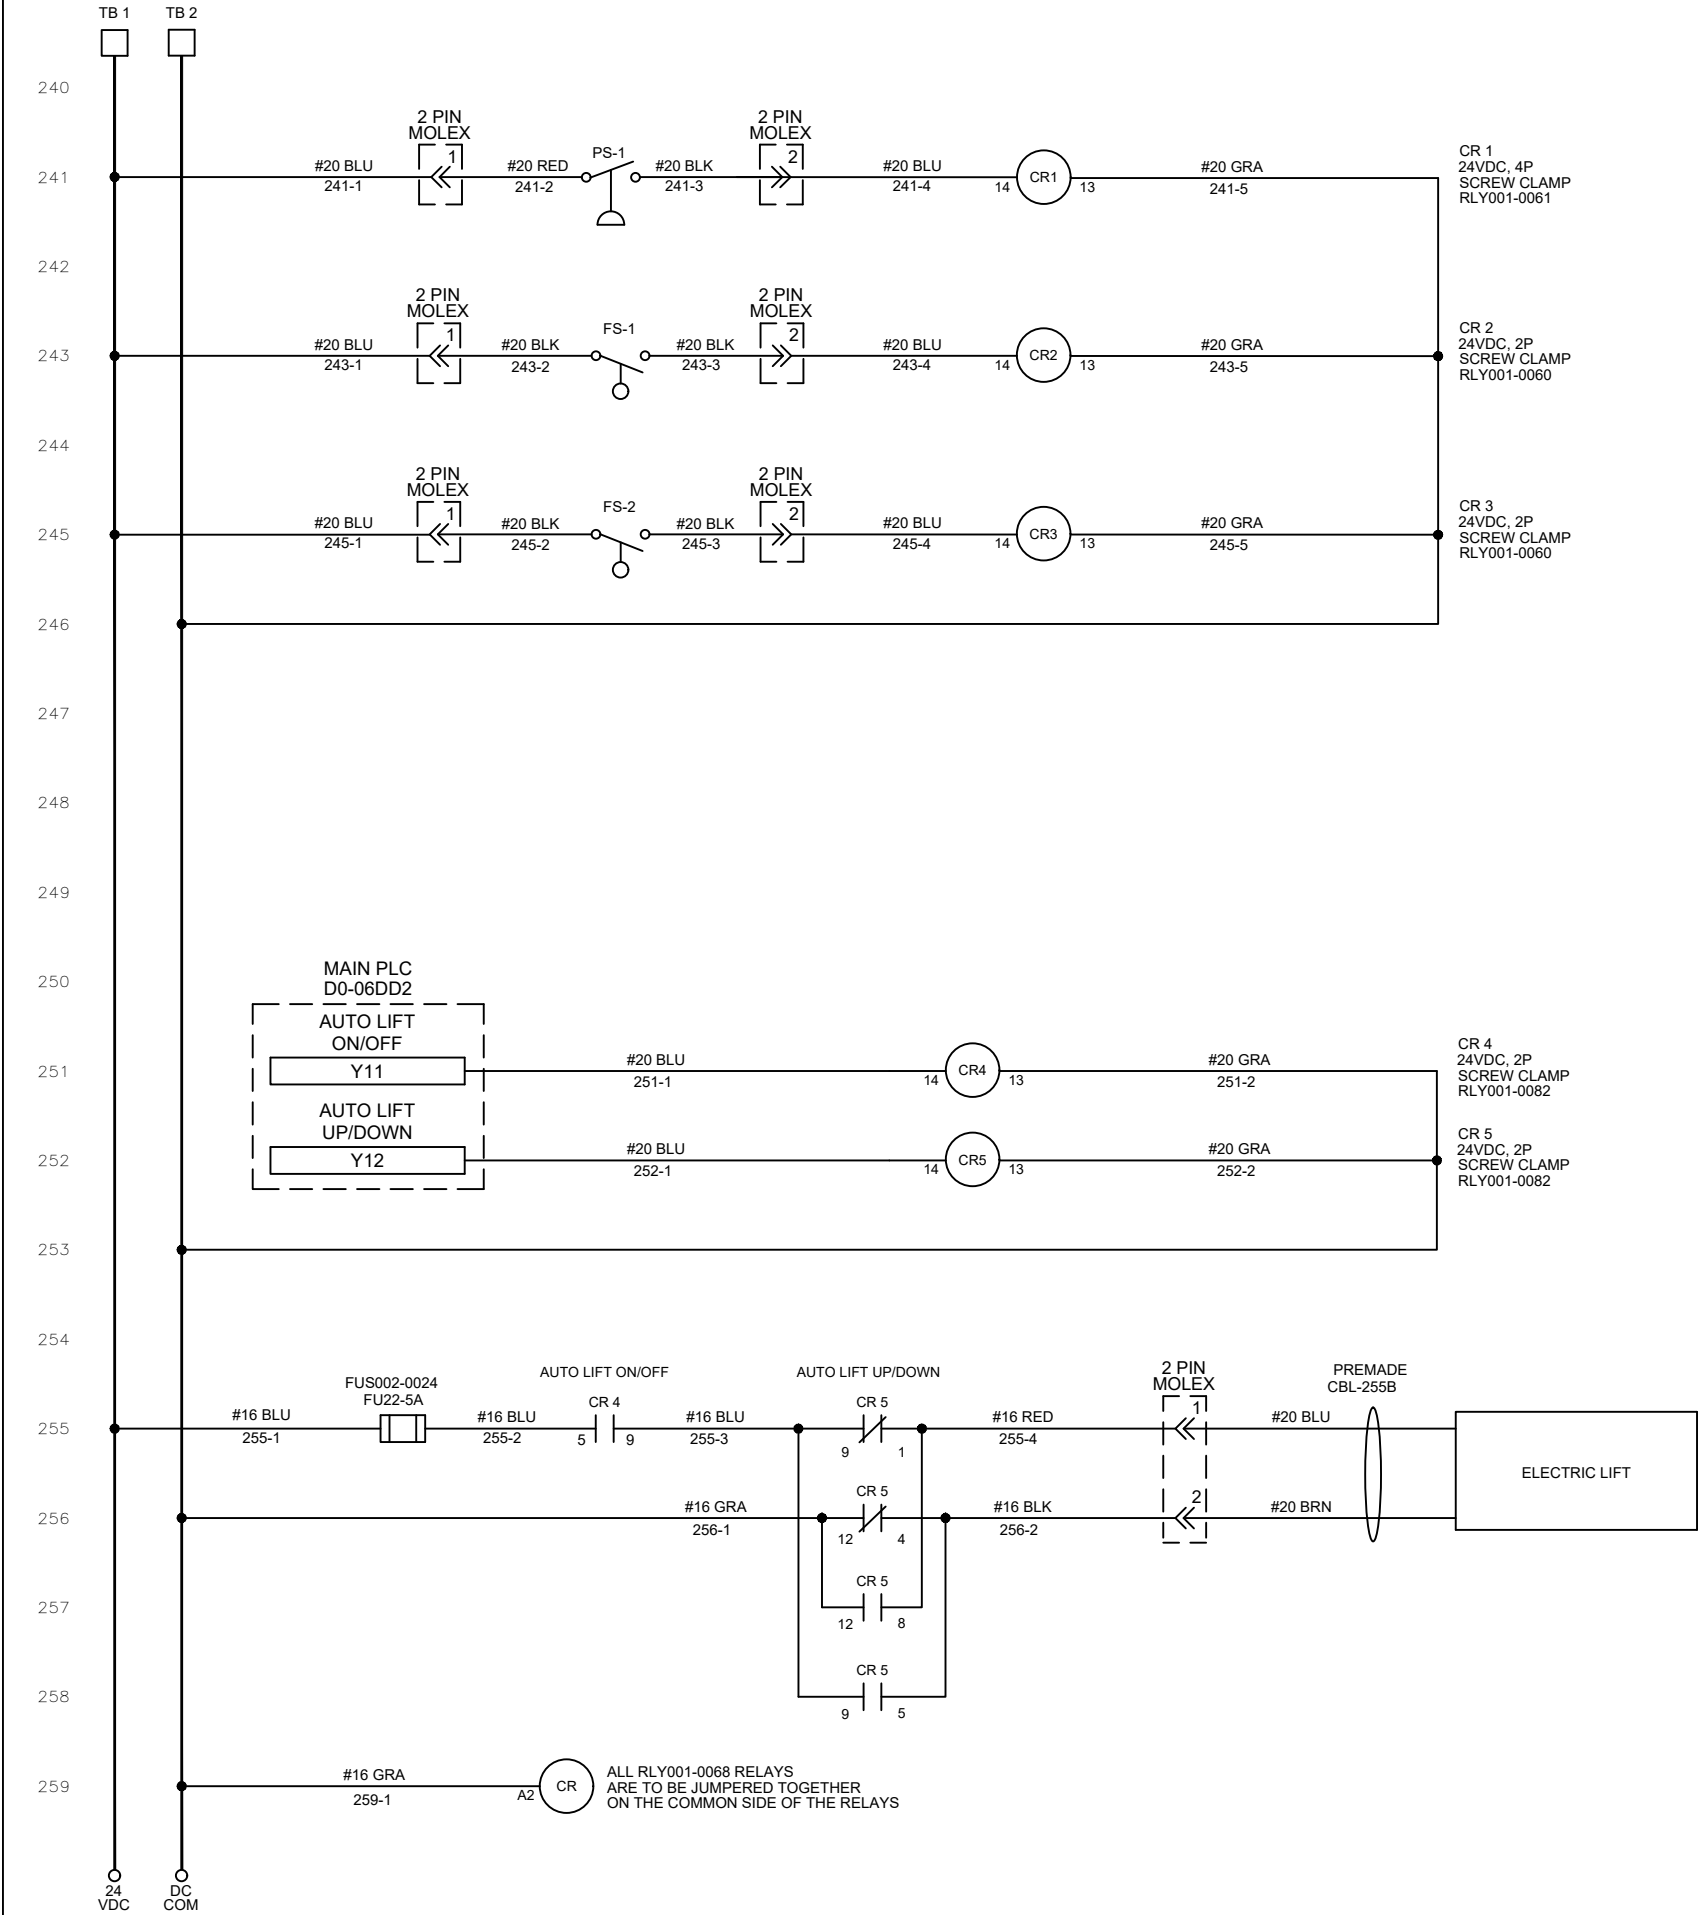 TB 1
TB 2
240
2 PIN
MOLEX
2 PIN
MOLEX
1
2
PS-1
#20 BLU
#20 RED
#20 BLK
#20 BLU
#20 GRA
241
241-1
241-2
241-3
241-4
14
CR1
13
241-5
CR 1
24VDC, 4P
SCREW CLAMP
RLY001-0061
242
2 PIN
MOLEX
2 PIN
MOLEX
1
2
FS-1
#20 BLU
#20 BLK
#20 BLK
#20 BLU
#20 GRA
243
243-1
243-2
243-3
243-4
14
CR2
13
243-5
CR 2
24VDC, 2P
SCREW CLAMP
RLY001-0060
244
2 PIN
MOLEX
2 PIN
MOLEX
1
2
FS-2
#20 BLU
#20 BLK
#20 BLK
#20 BLU
#20 GRA
245
245-1
245-2
245-3
245-4
14
CR3
13
245-5
CR 3
24VDC, 2P
SCREW CLAMP
RLY001-0060
246
247
248
249
250
MAIN PLC
D0-06DD2
AUTO LIFT
ON/OFF
251
Y11
#20 BLU
251-1
14
CR4
13
#20 GRA
251-2
CR 4
24VDC, 2P
SCREW CLAMP
RLY001-0082
AUTO LIFT
UP/DOWN
252
Y12
#20 BLU
252-1
14
CR5
13
#20 GRA
252-2
CR 5
24VDC, 2P
SCREW CLAMP
RLY001-0082
253
254
FUS002-0024
FU22-5A
AUTO LIFT ON/OFF
CR 4
AUTO LIFT UP/DOWN
CR 5
2 PIN
MOLEX
1
PREMADE
CBL-255B
255
#16 BLU
255-1
#16 BLU
255-2
5
9
#16 BLU
255-3
9
1
#16 RED
255-4
#20 BLU
ELECTRIC LIFT
256
#16 GRA
256-1
CR 5
12
4
#16 BLK
256-2
2
#20 BRN
257
CR 5
12
8
258
CR 5
9
5
259
#16 GRA
259-1
A2
CR
ALL RLY001-0068 RELAYS
ARE TO BE JUMPERED TOGETHER
ON THE COMMON SIDE OF THE RELAYS
24
VDC
DC
COM